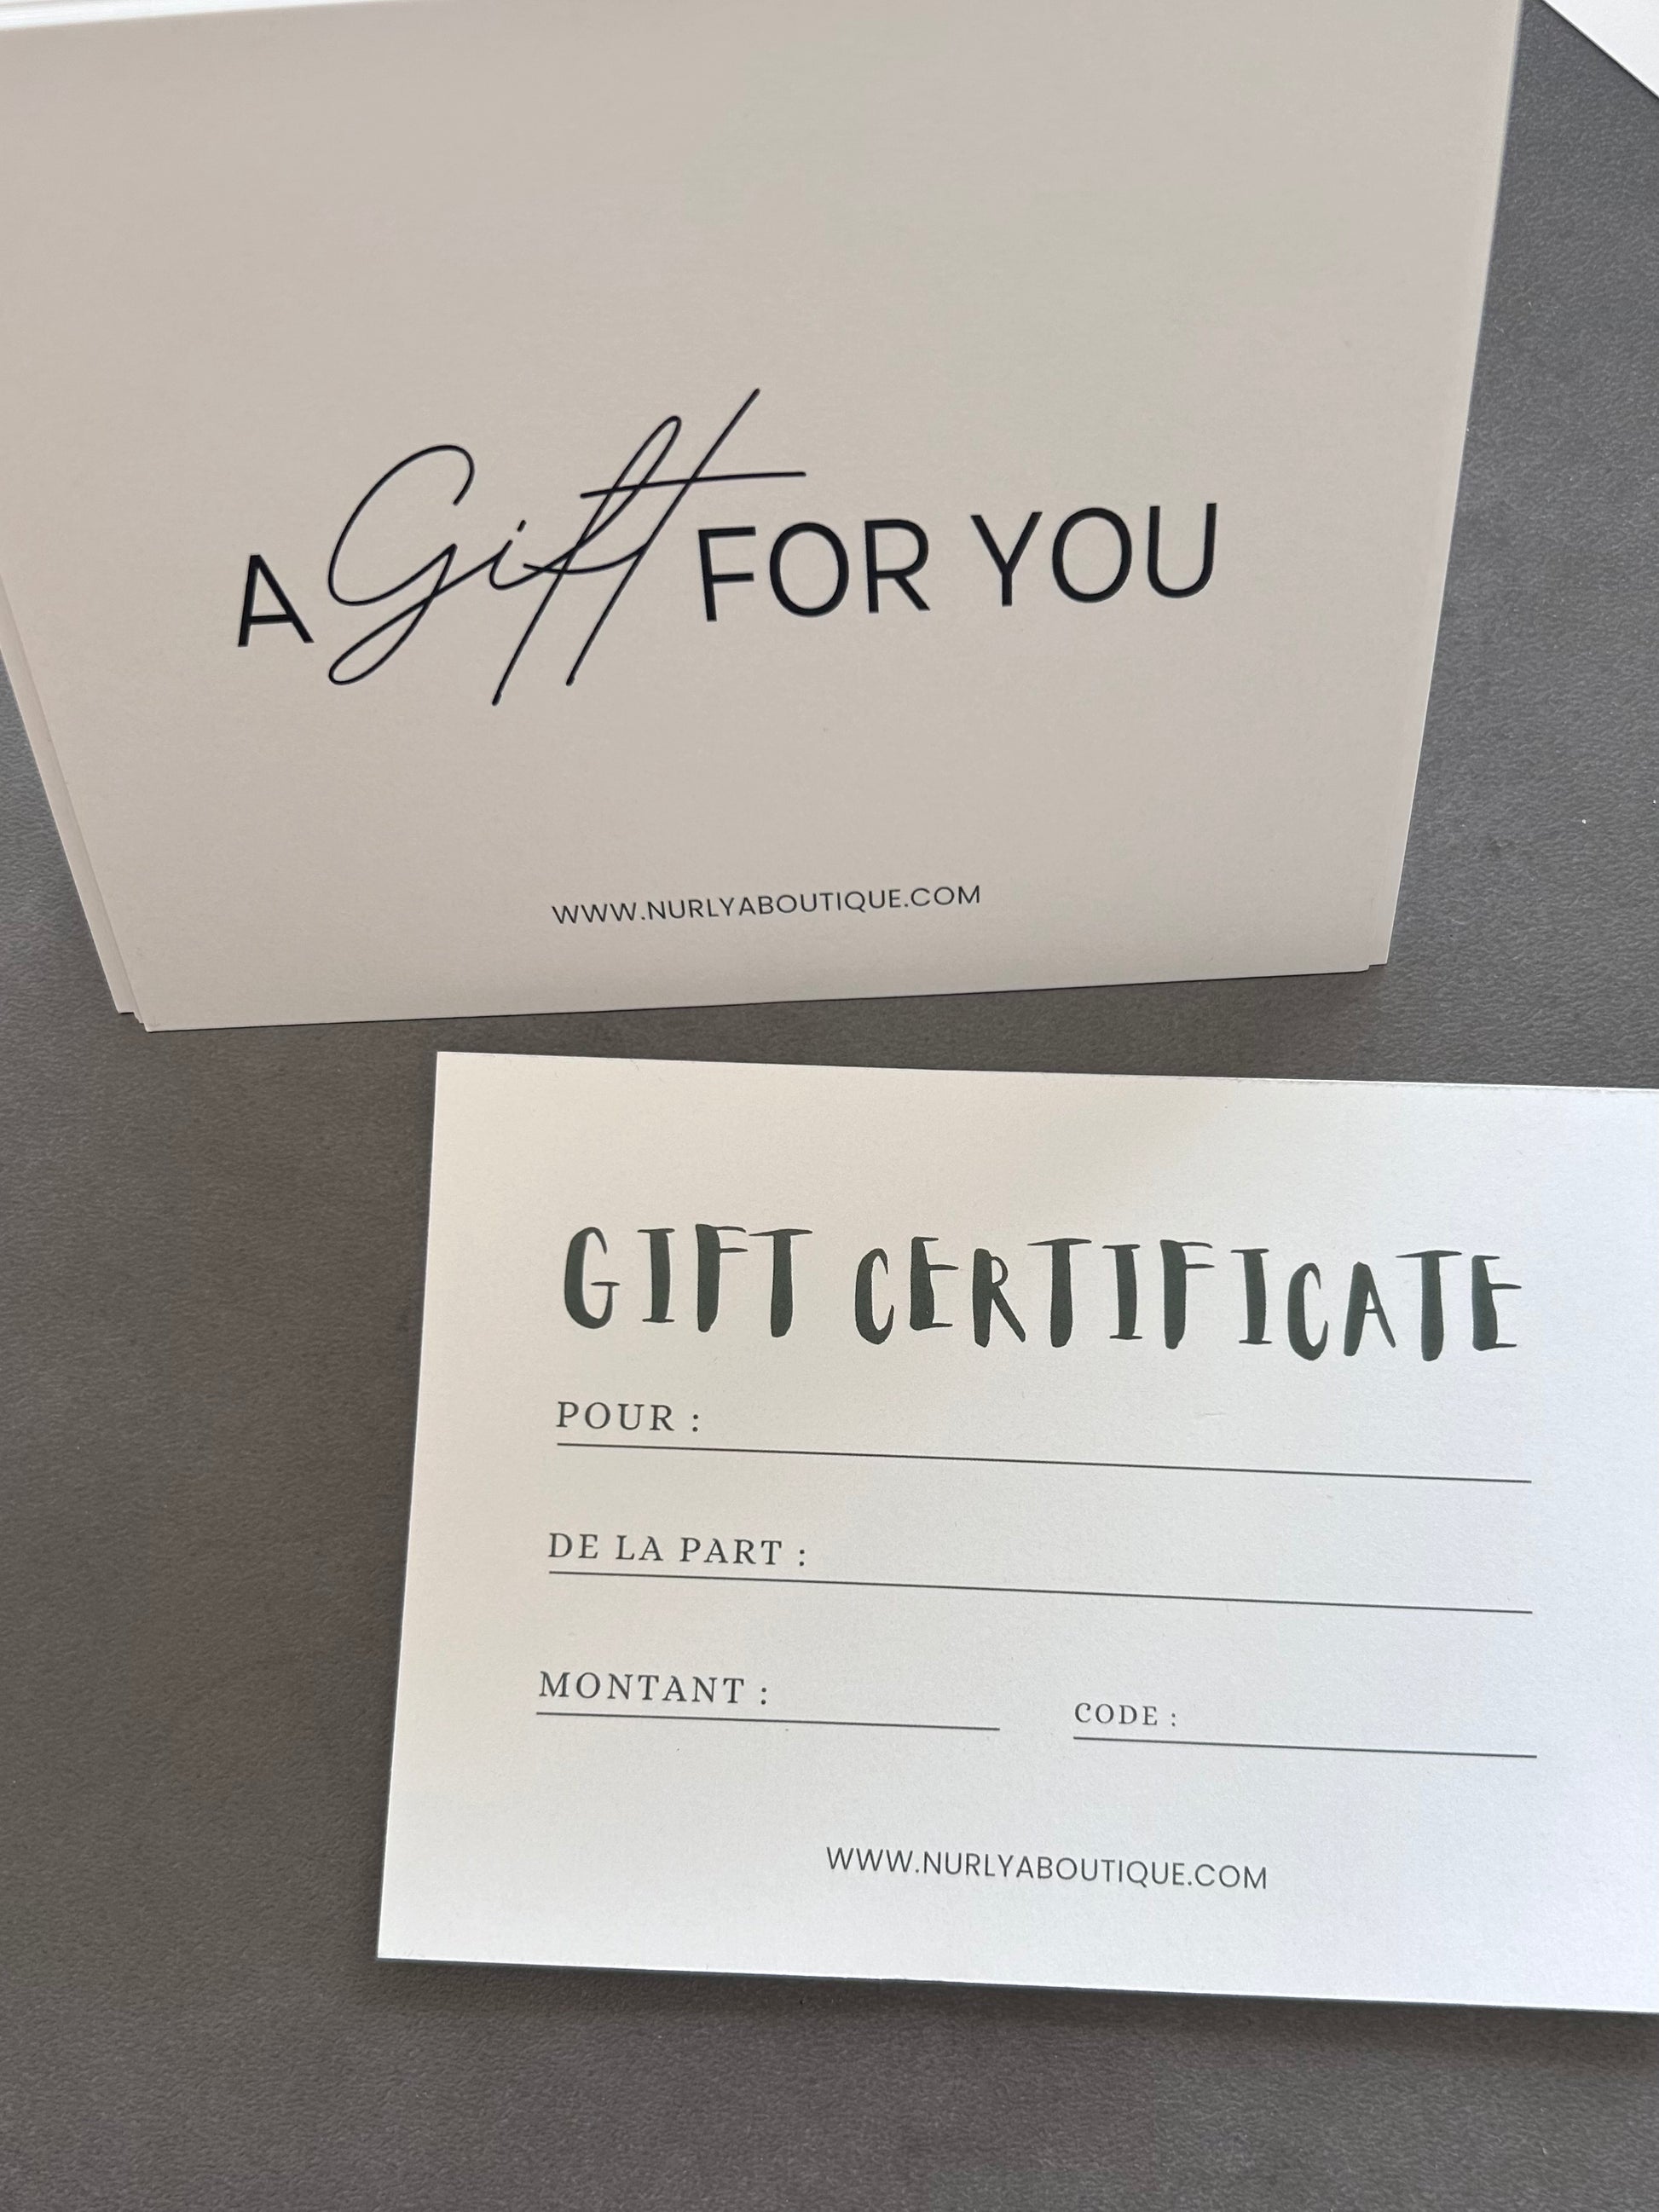 A Gift FOR YOU
WWW.NURLYABOUTIQUE.COM
GIFT CERTIFICATE
POUR :
DE LA PART :
MONTANT :
CODE :
WWW.NURLYABOUTIQUE.COM